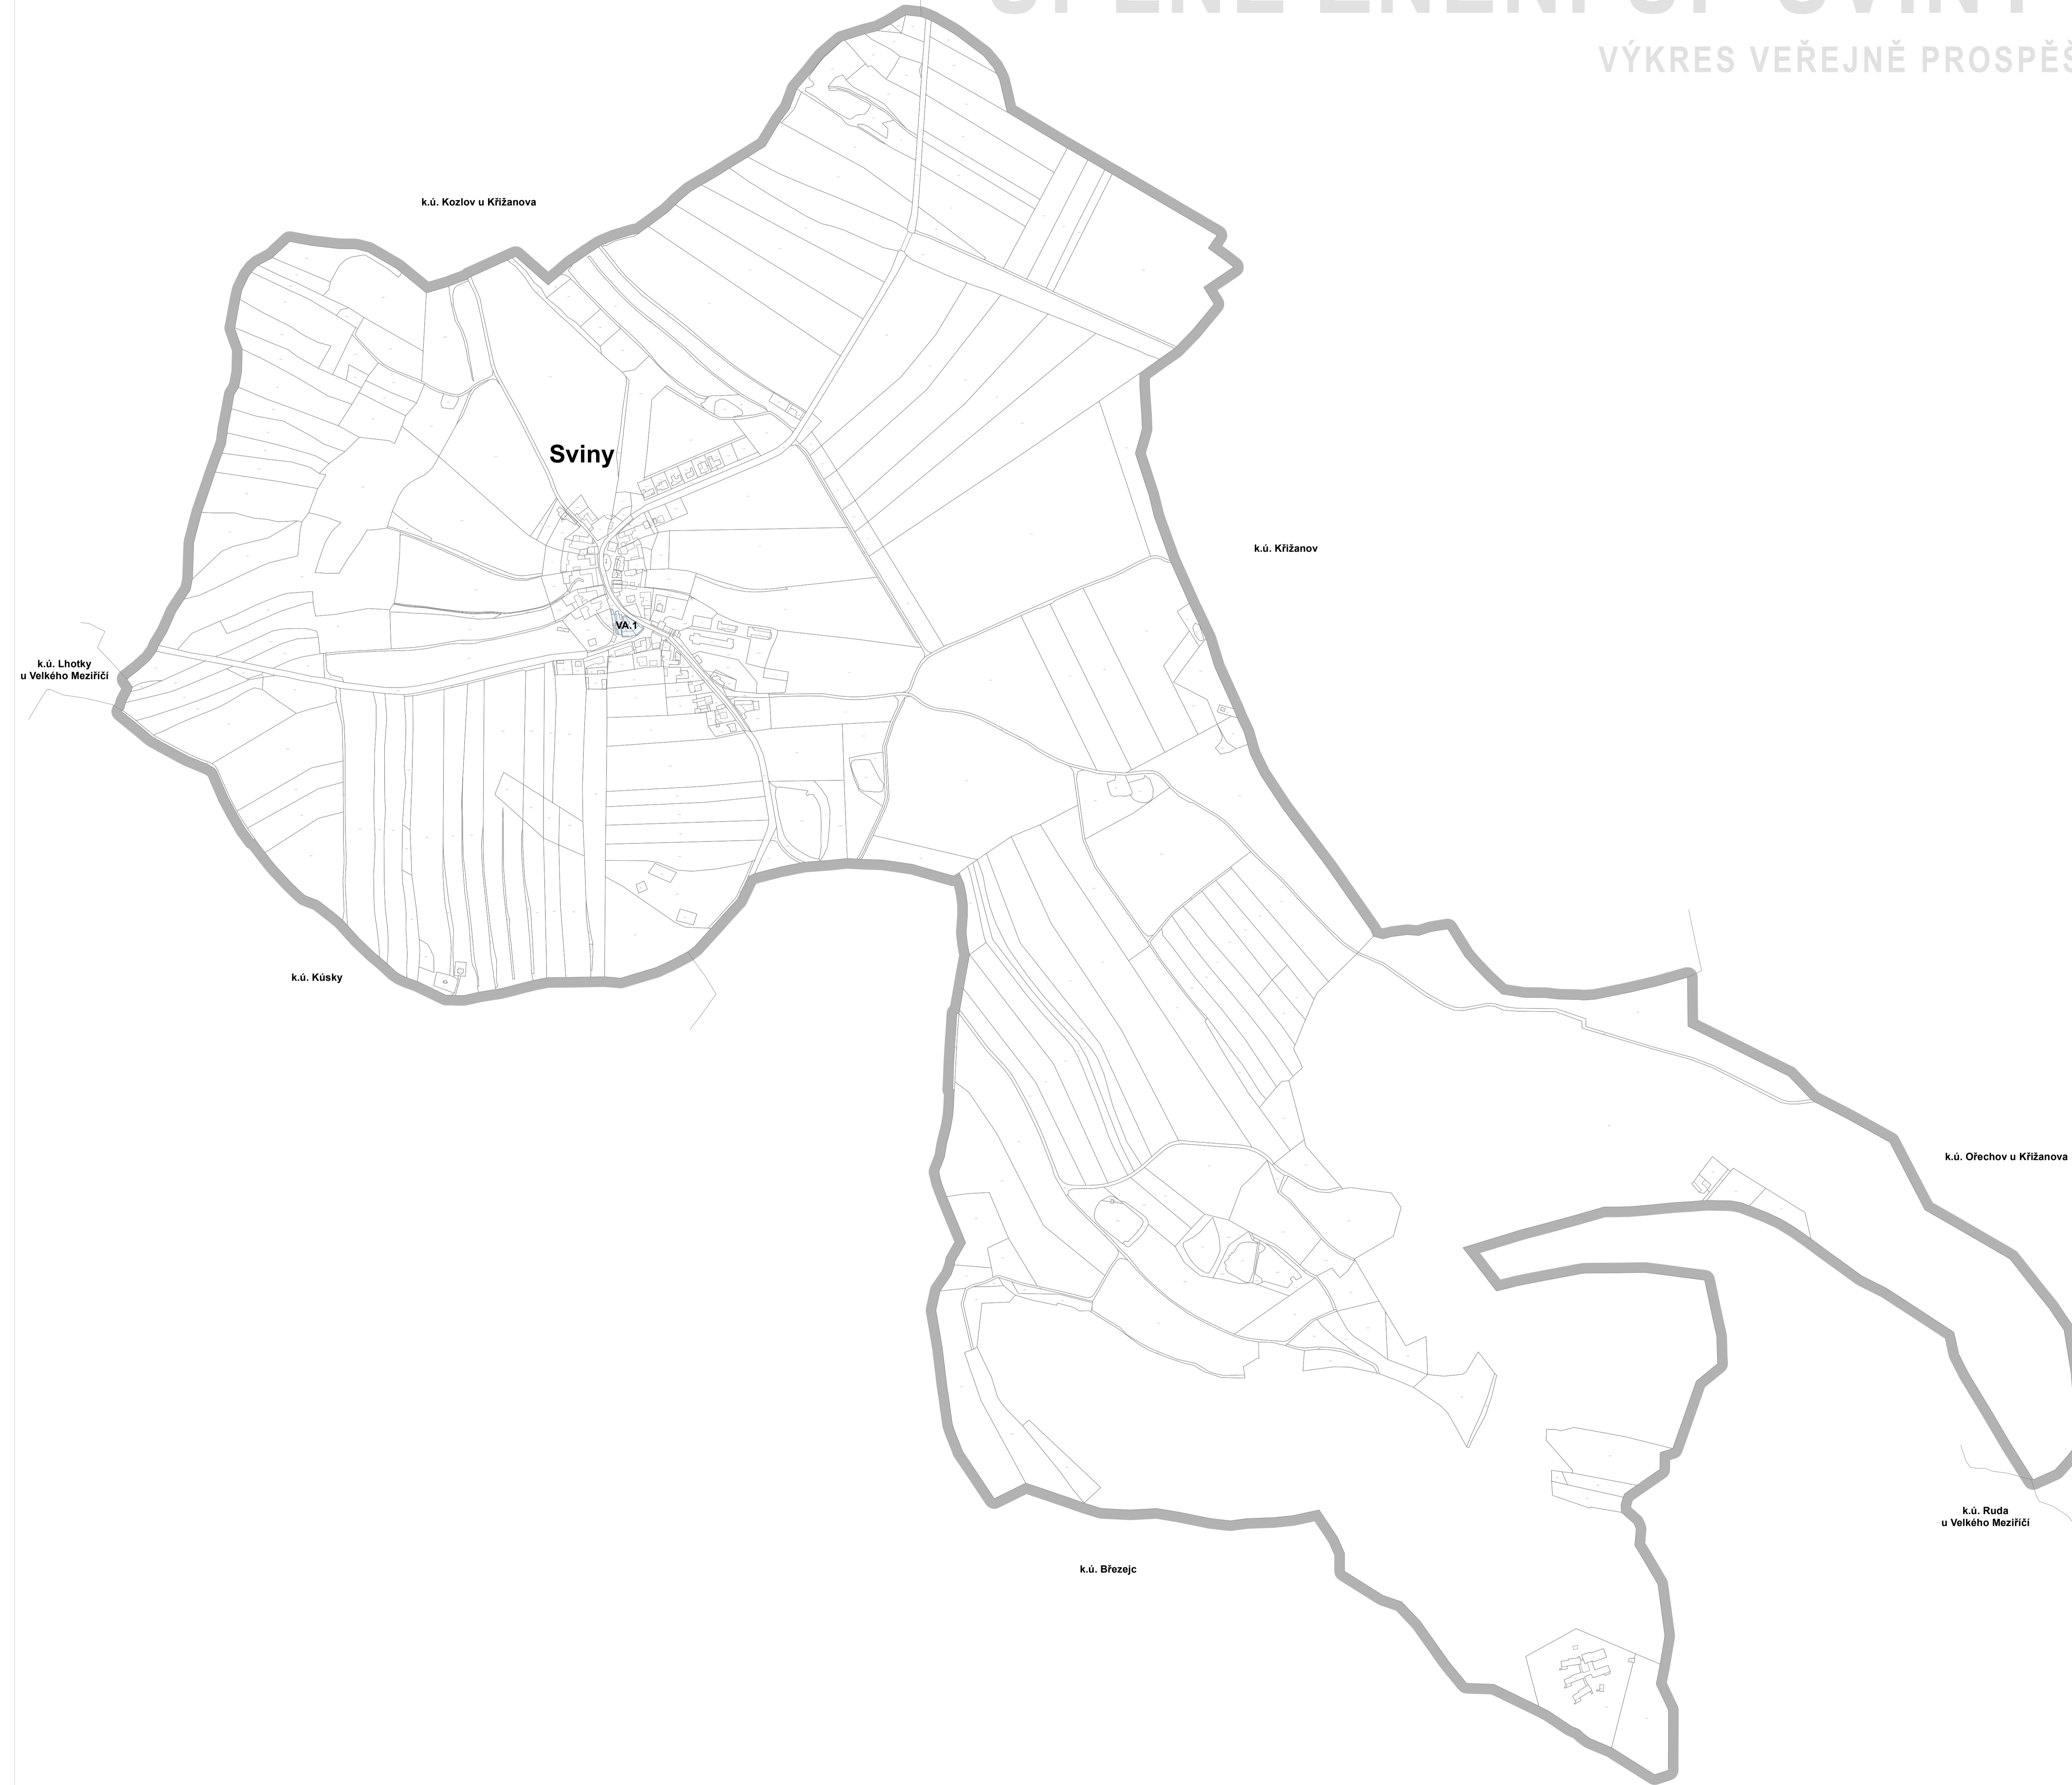 VÝKRES VEŘEJNĚ PROSPĚŠ
k.ú. Kozlov u Křižanova
Sviny
k.ú. Křižanov
VA.1
k.ú. Lhotky
u Velkého Meziříčí
k.ú. Kúsky
k.ú. Ořechov u Křižanova
k.ú. Ruda
u Velkého Meziříčí
k.ú. Březejc